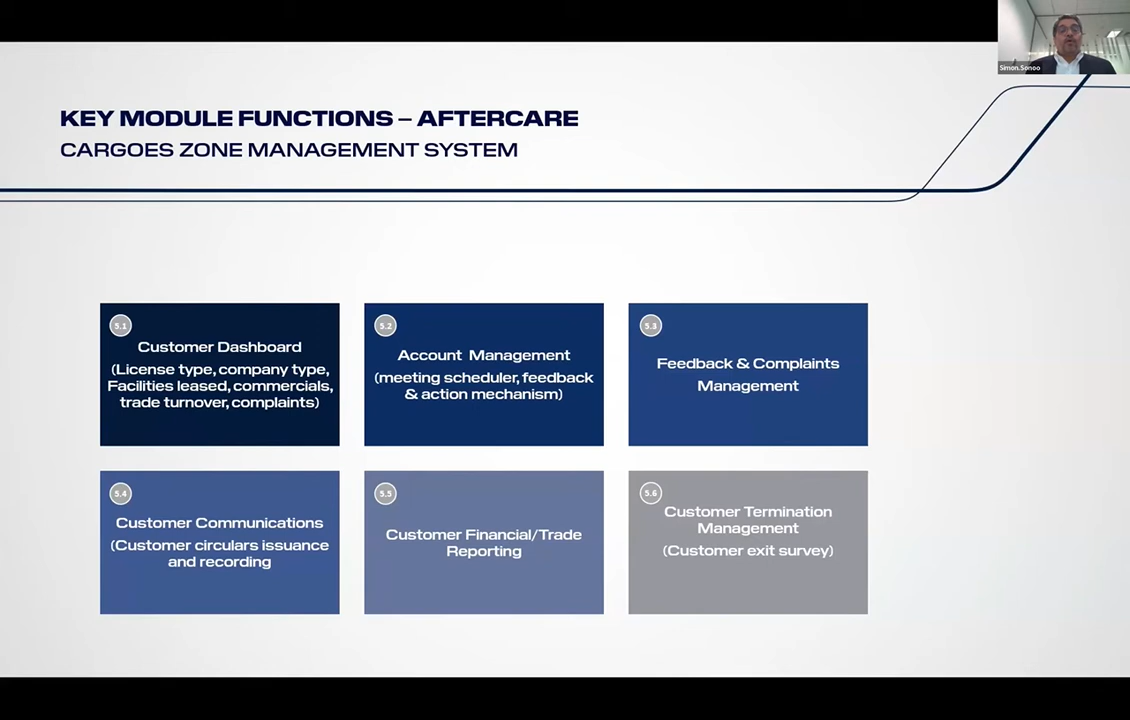 Simon.Sonoo
KEY MODULE FUNCTIONS – AFTERCARE
CARGOES ZONE MANAGEMENT SYSTEM
5.1
Customer Dashboard
(License type, company type,
Facilities leased, commercials,
trade turnover, complaints)
5.2
Account Management
(meeting scheduler, feedback
& action mechanism)
5.3
Feedback & Complaints
Management
5.4
Customer Communications
(Customer circulars issuance
and recording
5.5
Customer Financial/Trade
Reporting
5.6
Customer Termination
Management
(Customer exit survey)